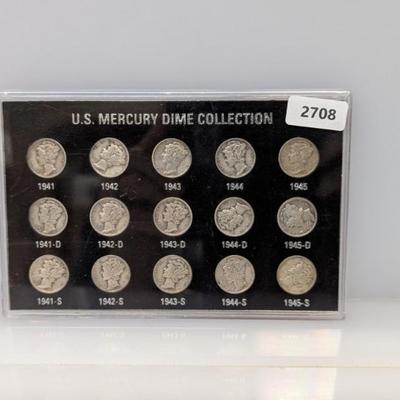 U.S. MERCURY DIME COLLECTION
2708
1941 1942 1943 1944 1945
1941-D 1942-D 1943-D 1944-D 1945-D
1941-S 1942-S 1943-S 1944-S 1945-S